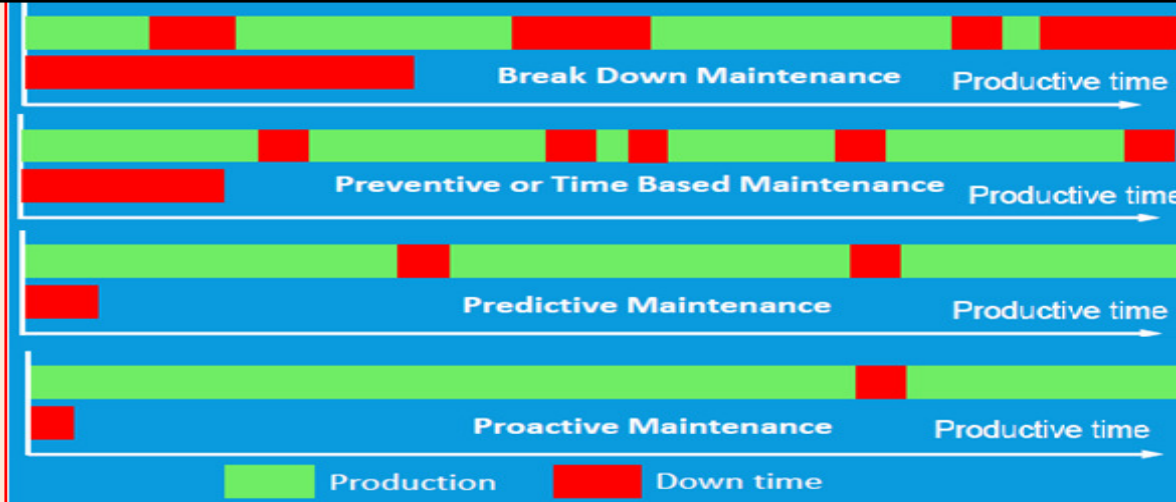 Break Down Maintenance
Productive time
Preventive or Time Based Maintenance
Productive time
Predictive Maintenance
Productive time
Proactive Maintenance
Productive time
Production
Down time